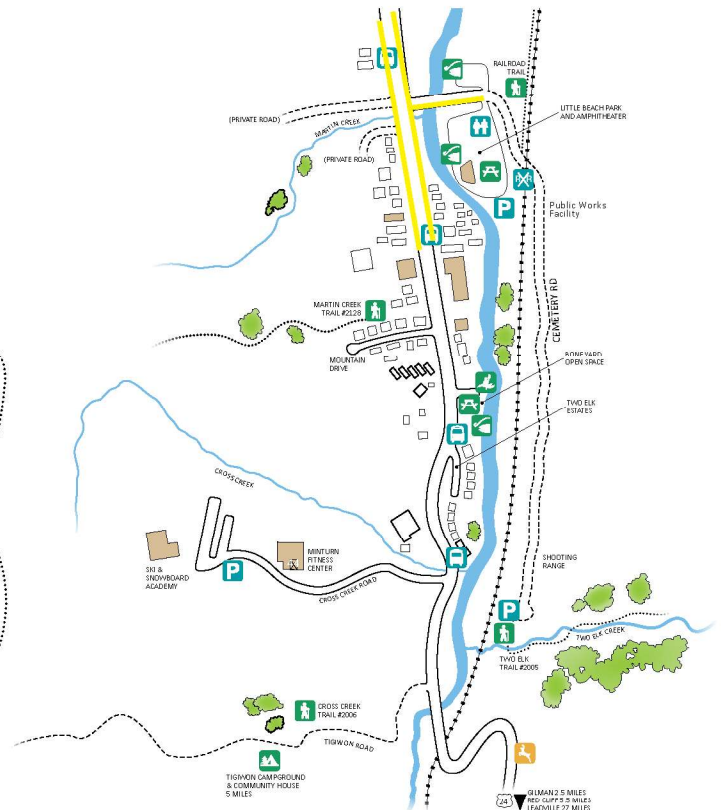 RAILROAD
TRAIL
LITTLE BEACH PARK
AND AMPHITHEATER
(PRIVATE ROAD)
MARTIN CREEK
(PRIVATE ROAD)
P
R R
Public Works
Facility
CEMETERY RD
MARTIN CREEK
TRAIL #2128
MOUNTAIN
DRIVE
BONEYARD
OPEN SPACE
TWO ELK
ESTATES
CROSS CREEK
SKI &
SNOWBOARD
ACADEMY
P
MINTURN
FITNESS
CENTER
CROSS CREEK ROAD
SHOOTING
RANGE
P
TWO ELK CREEK
TWO ELK
TRAIL #2005
CROSS CREEK
TRAIL #2006
TIGIWON ROAD
TIGIWON CAMPGROUND
& COMMUNITY HOUSE
5 MILES
24
GILMAN 2.5 MILES
RED CLIFF 5.5 MILES
LEADVILLE 27 MILES